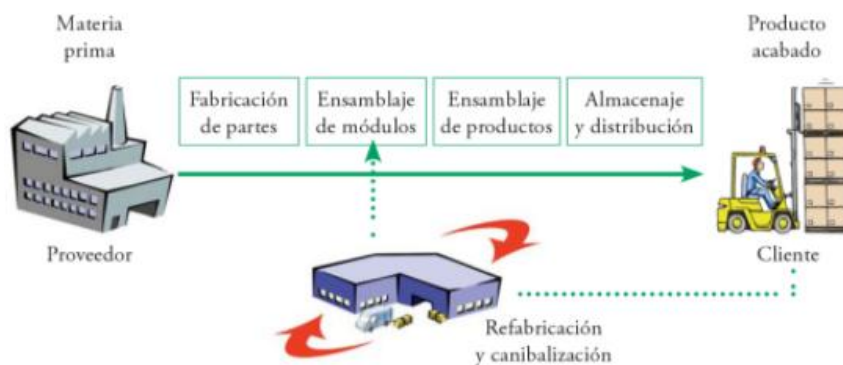 Materia
prima
Producto
acabado
Fabricación
de partes
Ensamblaje
de módulos
Ensamblaje
de productos
Almacenaje
y distribución
Proveedor
Cliente
Refabricación
y canibalización